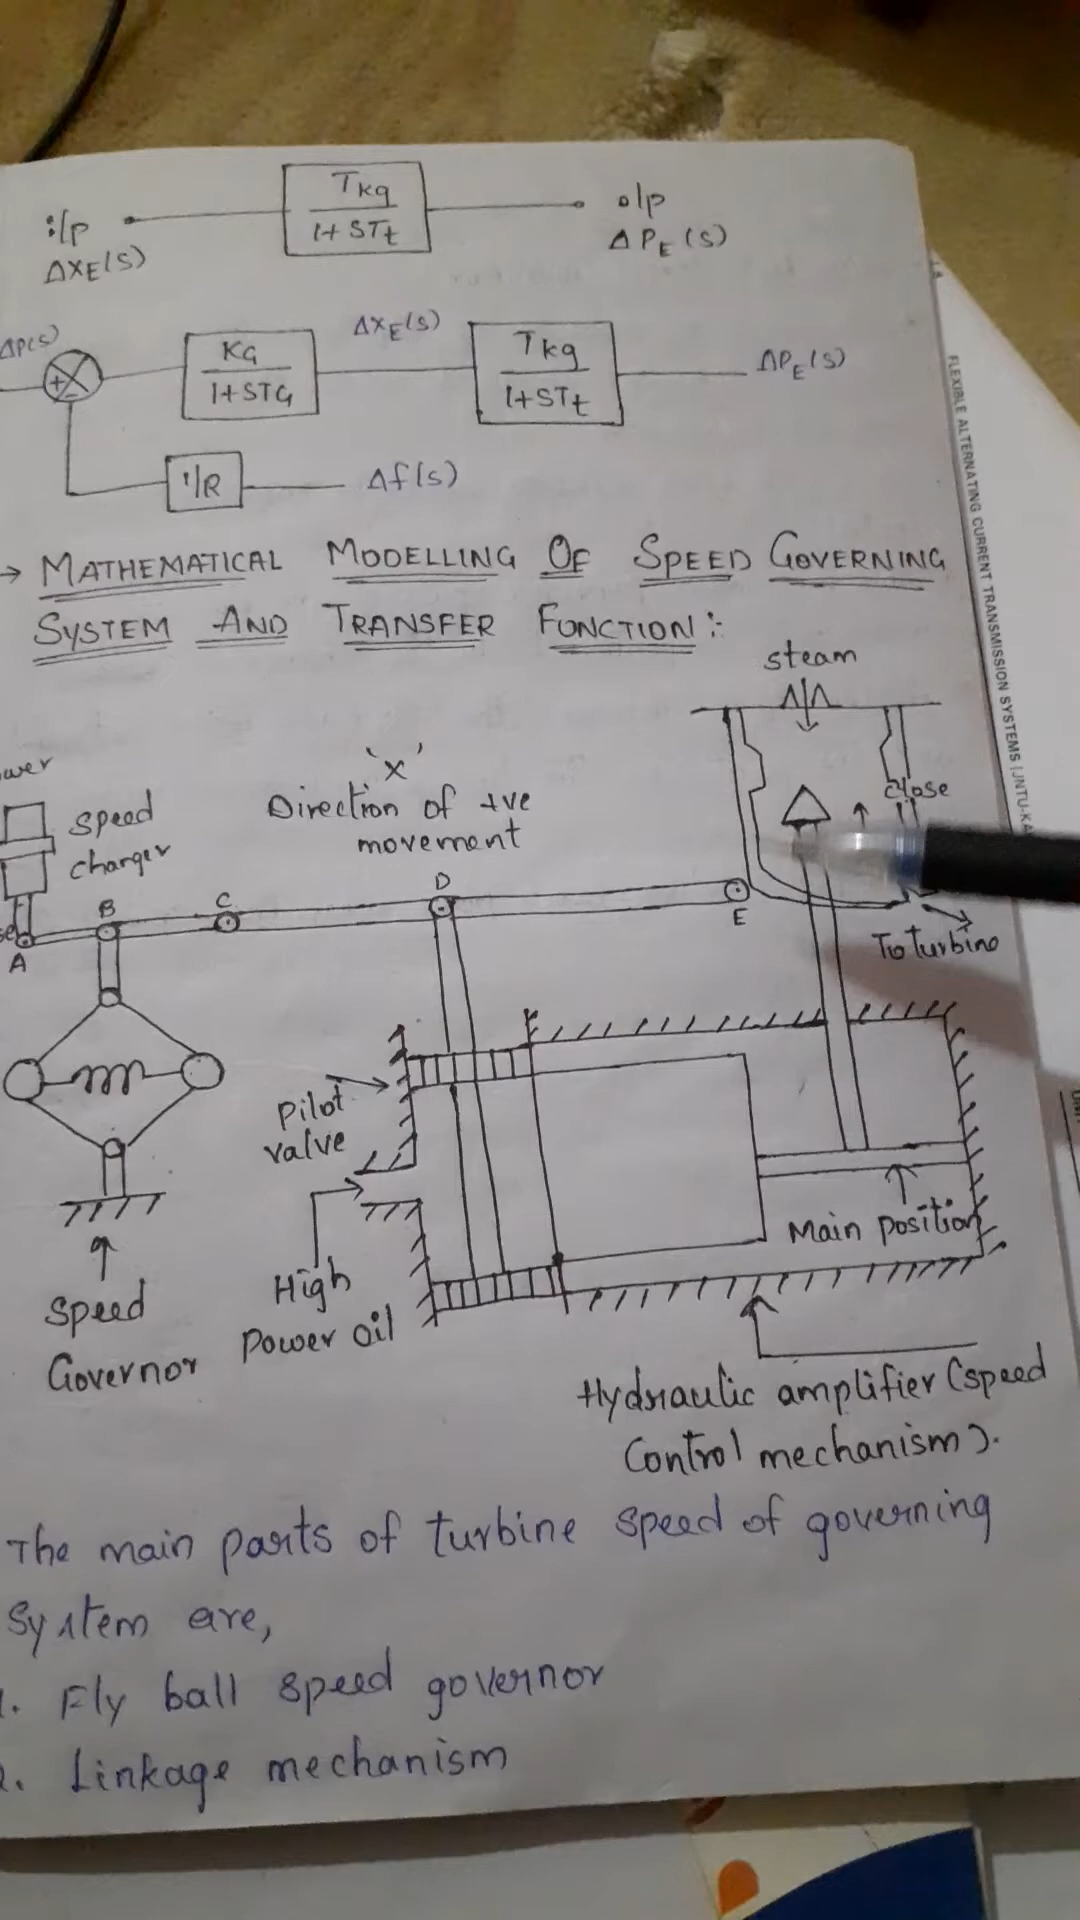 i/p
ΔXE(S)
Tkg
1+STt
o/p
ΔPE(S)
ΔP(S)
+
-
KG
1+STG
ΔXE(S)
Tkg
1+STt
ΔPE(S)
1/R
Δf(S)
→ MATHEMATICAL MODELLING OF SPEED GOVERNING
SYSTEM AND TRANSFER FUNCTION:-
steam
'x'
Direction of +ve
movement
speed
changer
close
A
B
C
D
E
To turbine
Pilot
valve
High
Power oil
Main position
Speed
Governor
Hydraulic amplifier (speed
Control mechanism).
The main parts of turbine speed of governing
System are,
1. Fly ball speed governor
2. Linkage mechanism
FLEXIBLE ALTERNATING CURRENT TRANSMISSION SYSTEMS | JNTU-KA